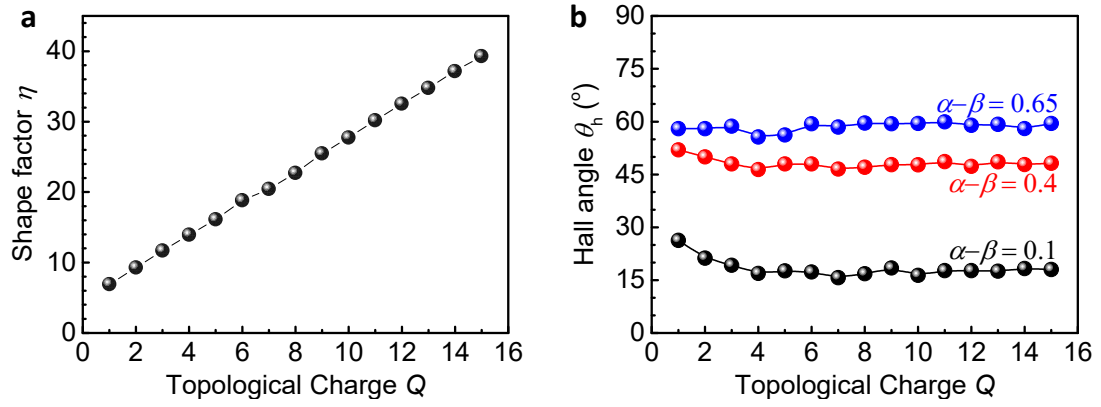 a
Shape factor η
40
30
20
10
0
0 2 4 6 8 10 12 14 16
Topological Charge Q
b
Hall angle θh (°)
90
75
60
45
30
15
0
α−β = 0.65
α−β = 0.4
α−β = 0.1
0 2 4 6 8 10 12 14 16
Topological Charge Q